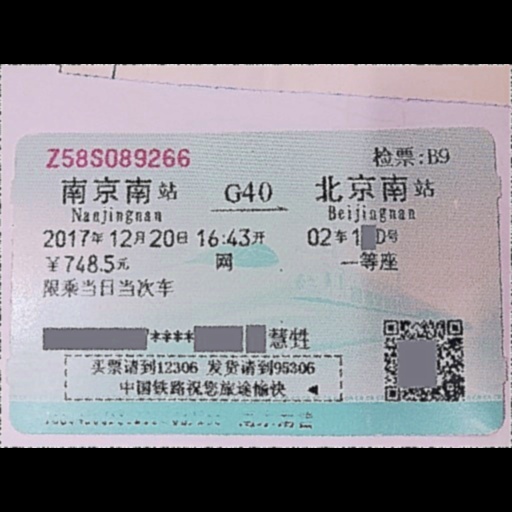 Z58S089266 检票:B9
南京南站 G40 北京南站
Nanjingnan Beijingnan
2017年12月20日 16:43开 02车1 D号
￥748.5元 网 一等座
限乘当日当次车
**** 慧甡
买票请到12306 发货请到95306
中国铁路祝您旅途愉快